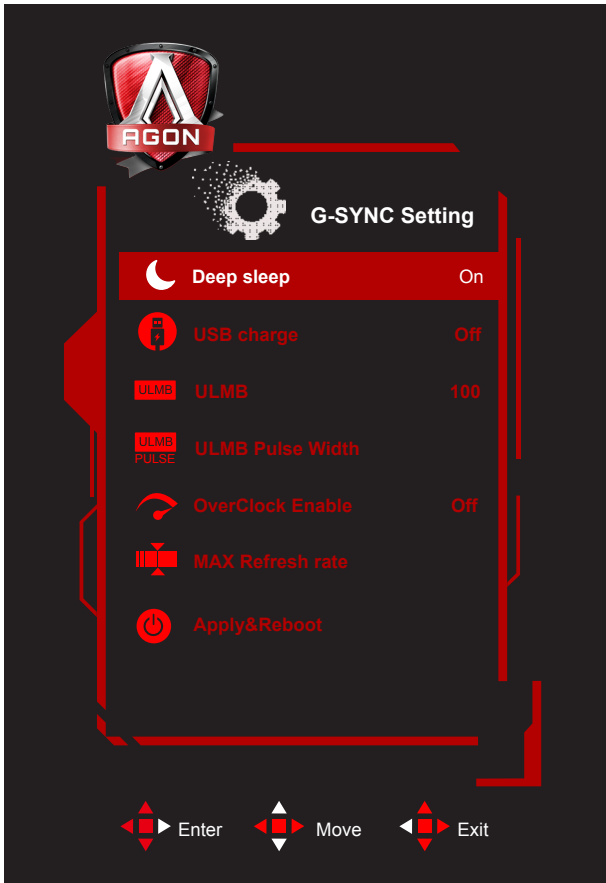 AGON
G-SYNC Setting
Deep sleep On
USB charge Off
ULMB ULMB 100
ULMB PULSE ULMB Pulse Width
OverClock Enable Off
MAX Refresh rate
Apply&Reboot
Enter Move Exit